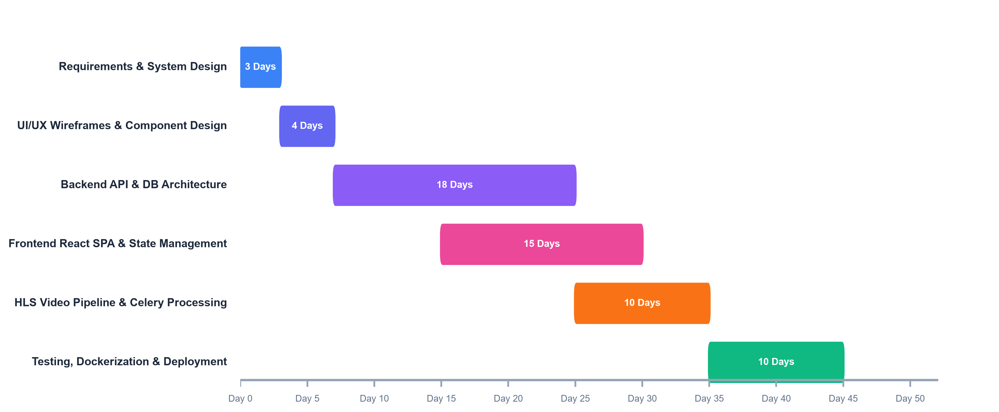 Requirements & System Design
3 Days
UI/UX Wireframes & Component Design
4 Days
Backend API & DB Architecture
18 Days
Frontend React SPA & State Management
15 Days
HLS Video Pipeline & Celery Processing
10 Days
Testing, Dockerization & Deployment
10 Days
Day 0 Day 5 Day 10 Day 15 Day 20 Day 25 Day 30 Day 35 Day 40 Day 45 Day 50